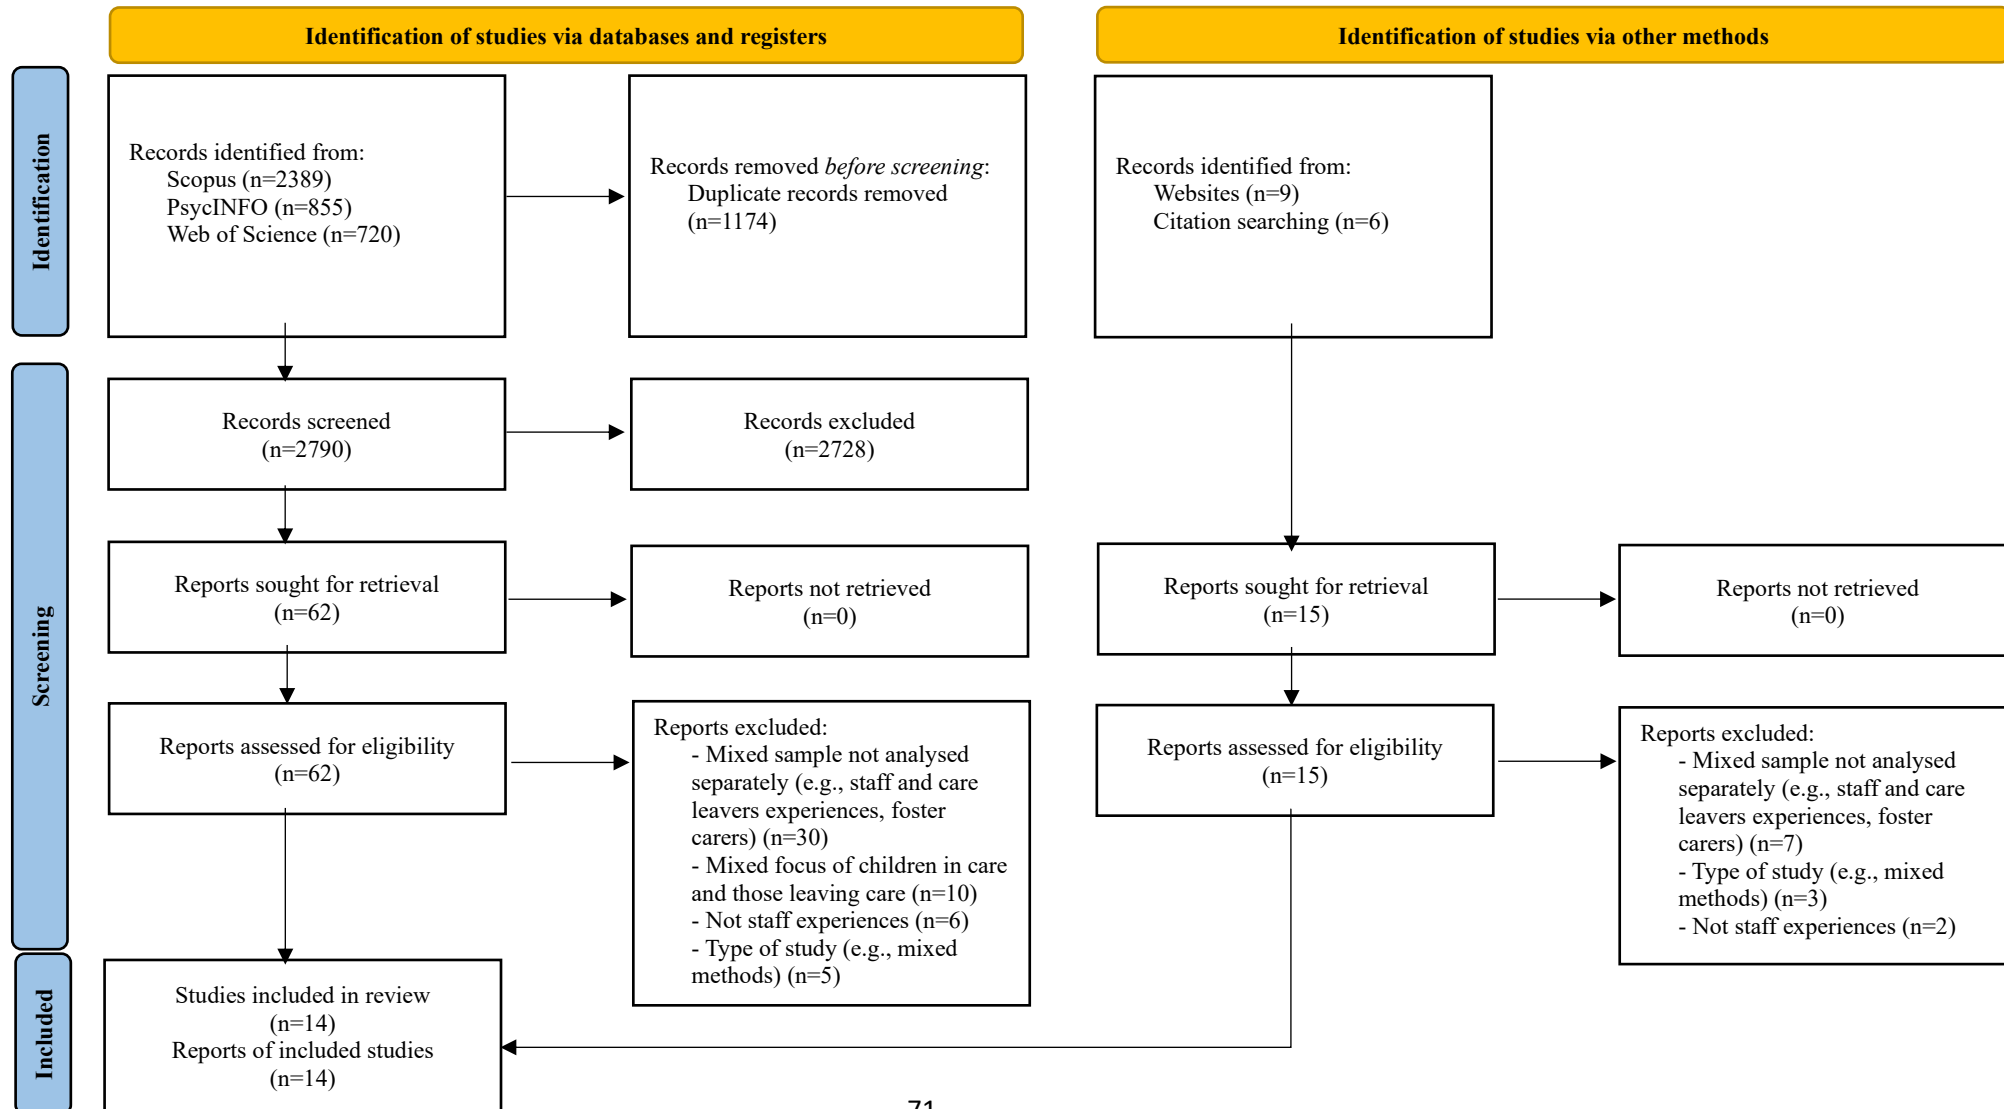 Identification of studies via databases and registers
Identification of studies via other methods
Identification
Records identified from:
Scopus (n=2389)
PsycINFO (n=855)
Web of Science (n=720)
Records removed before screening:
Duplicate records removed
(n=1174)
Records identified from:
Websites (n=9)
Citation searching (n=6)
Screening
Records screened
(n=2790)
Records excluded
(n=2728)
Reports sought for retrieval
(n=62)
Reports not retrieved
(n=0)
Reports sought for retrieval
(n=15)
Reports not retrieved
(n=0)
Reports assessed for eligibility
(n=62)
Reports excluded:
- Mixed sample not analysed
separately (e.g., staff and care
leavers experiences, foster
carers) (n=30)
- Mixed focus of children in care
and those leaving care (n=10)
- Not staff experiences (n=6)
- Type of study (e.g., mixed
methods) (n=5)
Reports assessed for eligibility
(n=15)
Reports excluded:
- Mixed sample not analysed
separately (e.g., staff and care
leavers experiences, foster
carers) (n=7)
- Type of study (e.g., mixed
methods) (n=3)
- Not staff experiences (n=2)
Included
Studies included in review
(n=14)
Reports of included studies
(n=14)
71